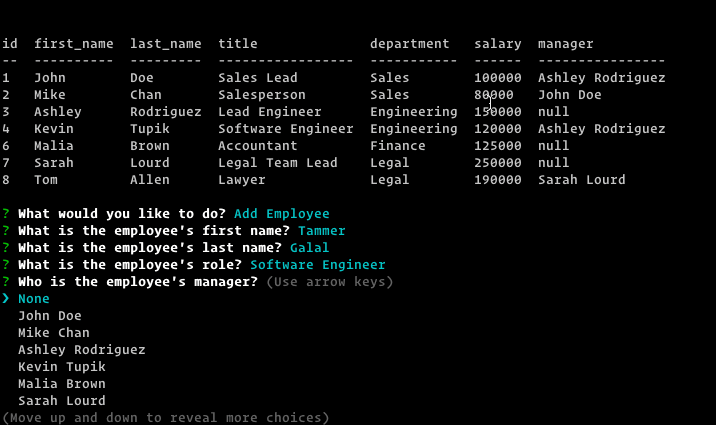 id  first_name  last_name  title              department   salary  manager
--  ----------  ---------  -----------------  -----------  ------  ----------------
1   John        Doe        Sales Lead         Sales        100000  Ashley Rodriguez
2   Mike        Chan       Salesperson        Sales        80000   John Doe
3   Ashley      Rodriguez  Lead Engineer      Engineering  150000  null
4   Kevin       Tupik      Software Engineer  Engineering  120000  Ashley Rodriguez
6   Malia       Brown      Accountant         Finance      125000  null
7   Sarah       Lourd      Legal Team Lead    Legal        250000  null
8   Tom         Allen      Lawyer             Legal        190000  Sarah Lourd
? What would you like to do? Add Employee
? What is the employee's first name? Tammer
? What is the employee's last name? Galal
? What is the employee's role? Software Engineer
? Who is the employee's manager? (Use arrow keys)
❯ None
  John Doe
  Mike Chan
  Ashley Rodriguez
  Kevin Tupik
  Malia Brown
  Sarah Lourd
(Move up and down to reveal more choices)